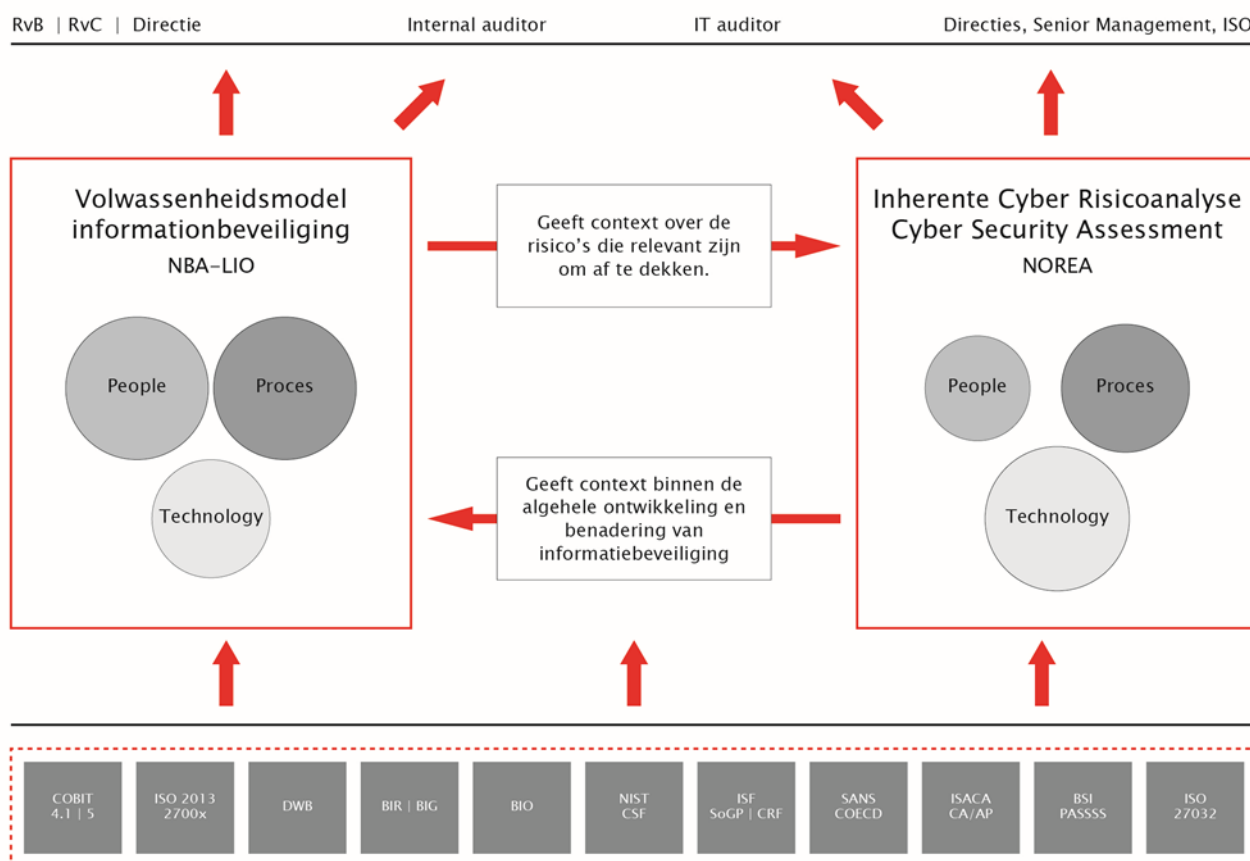 RvB | RvC | Directie
Internal auditor
IT auditor
Directies, Senior Management, ISO
Volwassenheidsmodel
informationbeveiliging
NBA-LIO
People
Proces
Technology
Geeft context over de
risico's die relevant zijn
om af te dekken.
Geeft context binnen de
algehele ontwikkeling en
benadering van
informatiebeveiliging
Inherente Cyber Risicoanalyse
Cyber Security Assessment
NOREA
People
Proces
Technology
COBIT
4.1 | 5
ISO 2013
2700x
DWB
BIR | BIG
BIO
NIST
CSF
ISF
SoGP | CRF
SANS
COECD
ISACA
CA/AP
BSI
PASSSS
ISO
27032